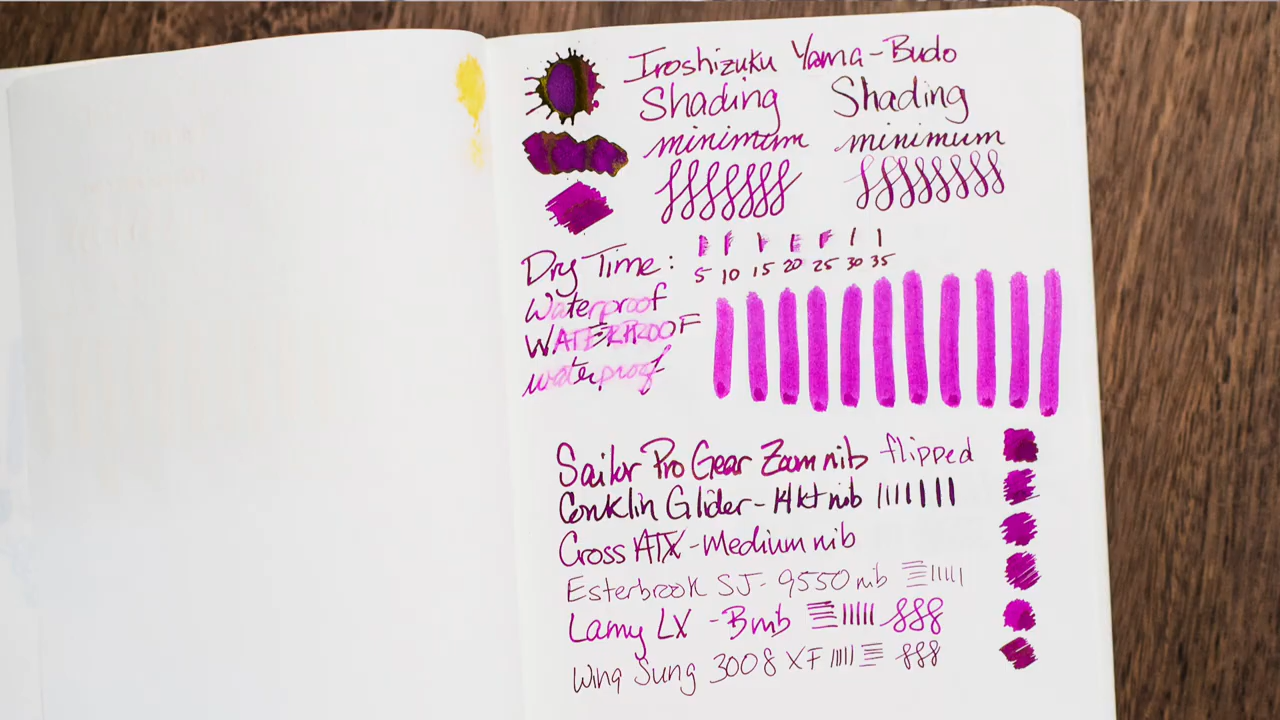 Iroshizuku Yama-Budo
Shading Shading
minimum minimum
Dry Time: 5 10 15 20 25 30 35
Waterproof
WATERPROOF
waterproof
Sailor Pro Gear Zoom nib flipped
Conklin Glider - 14kt nib
Cross ATX - Medium nib
Esterbrook SJ - 9550 nib
Lamy LX - B nib
Wing Sung 3008 XF